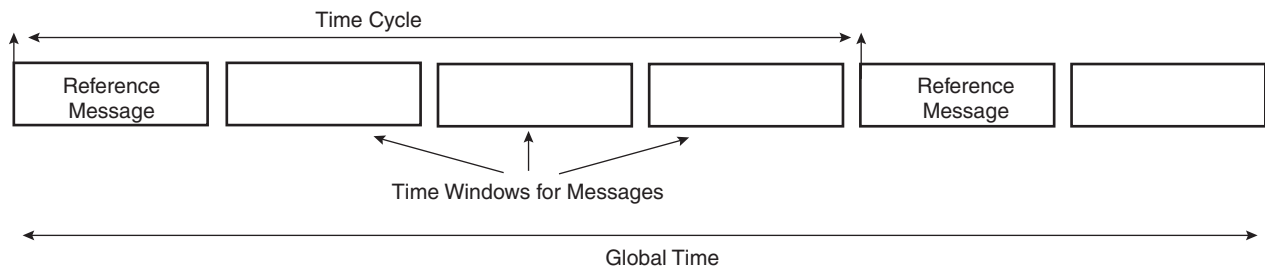 Time Cycle
Reference
Message
Reference
Message
Time Windows for Messages
Global Time